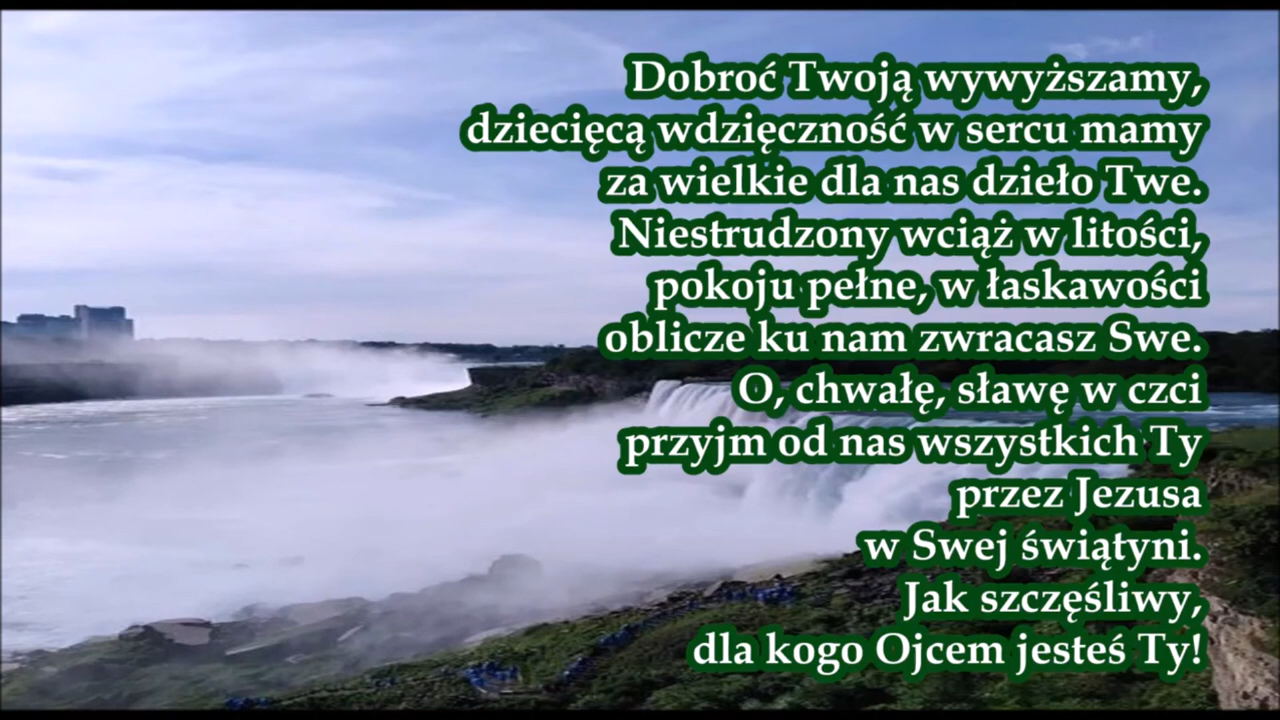 Dobroć Twoją wywyższamy,
dziecięcą wdzięczność w sercu mamy
za wielkie dla nas dzieło Twe.
Niestrudzony wciąż w litości,
pokoju pełne, w łaskawości
oblicze ku nam zwracasz Swe.
O, chwałę, sławę w czci
przyjm od nas wszystkich Ty
przez Jezusa
w Swej świątyni.
Jak szczęśliwy,
dla kogo Ojcem jesteś Ty!